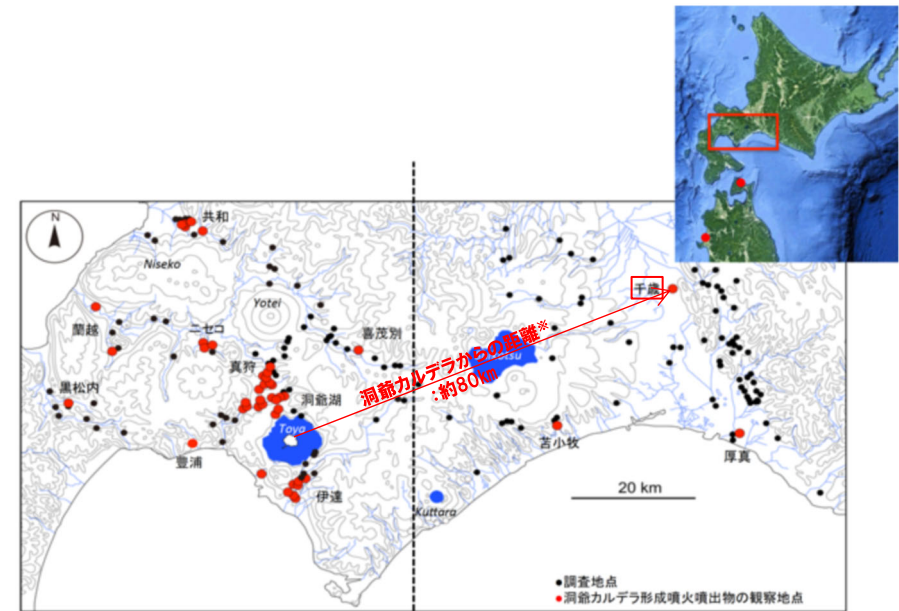 N
共和
Niseko
千歳
Yotei
蘭越
ニセコ
喜茂別
洞爺カルデラからの距離※
:約80km
真狩
黒松内
洞爺湖
Toya
苫小牧
豊浦
厚真
伊達
20 km
Kuttara
調査地点
洞爺カルデラ形成噴火噴出物の観察地点